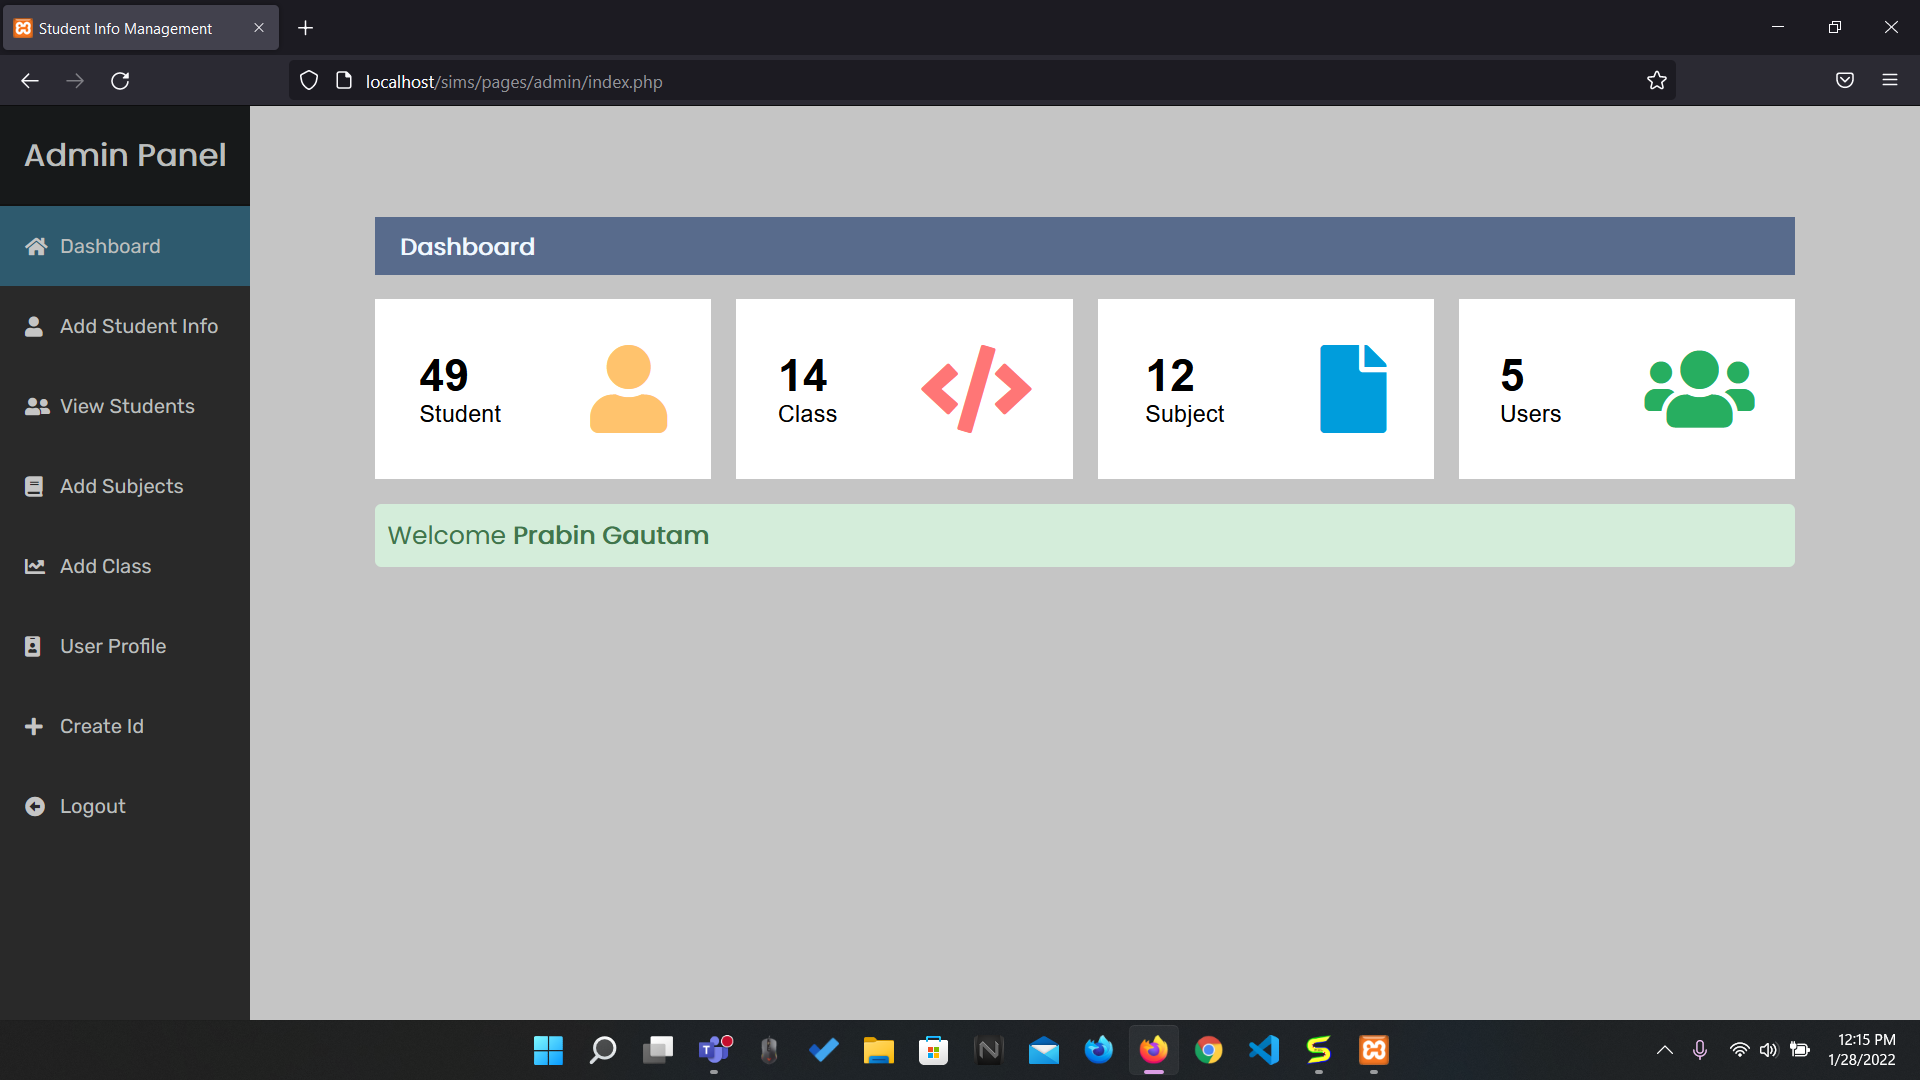 Student Info Management
localhost/sims/pages/admin/index.php
Admin Panel
Dashboard
Add Student Info
View Students
Add Subjects
Add Class
User Profile
Create Id
Logout
Dashboard
49
Student
14
Class
12
Subject
5
Users
Welcome Prabin Gautam
12:15 PM
1/28/2022